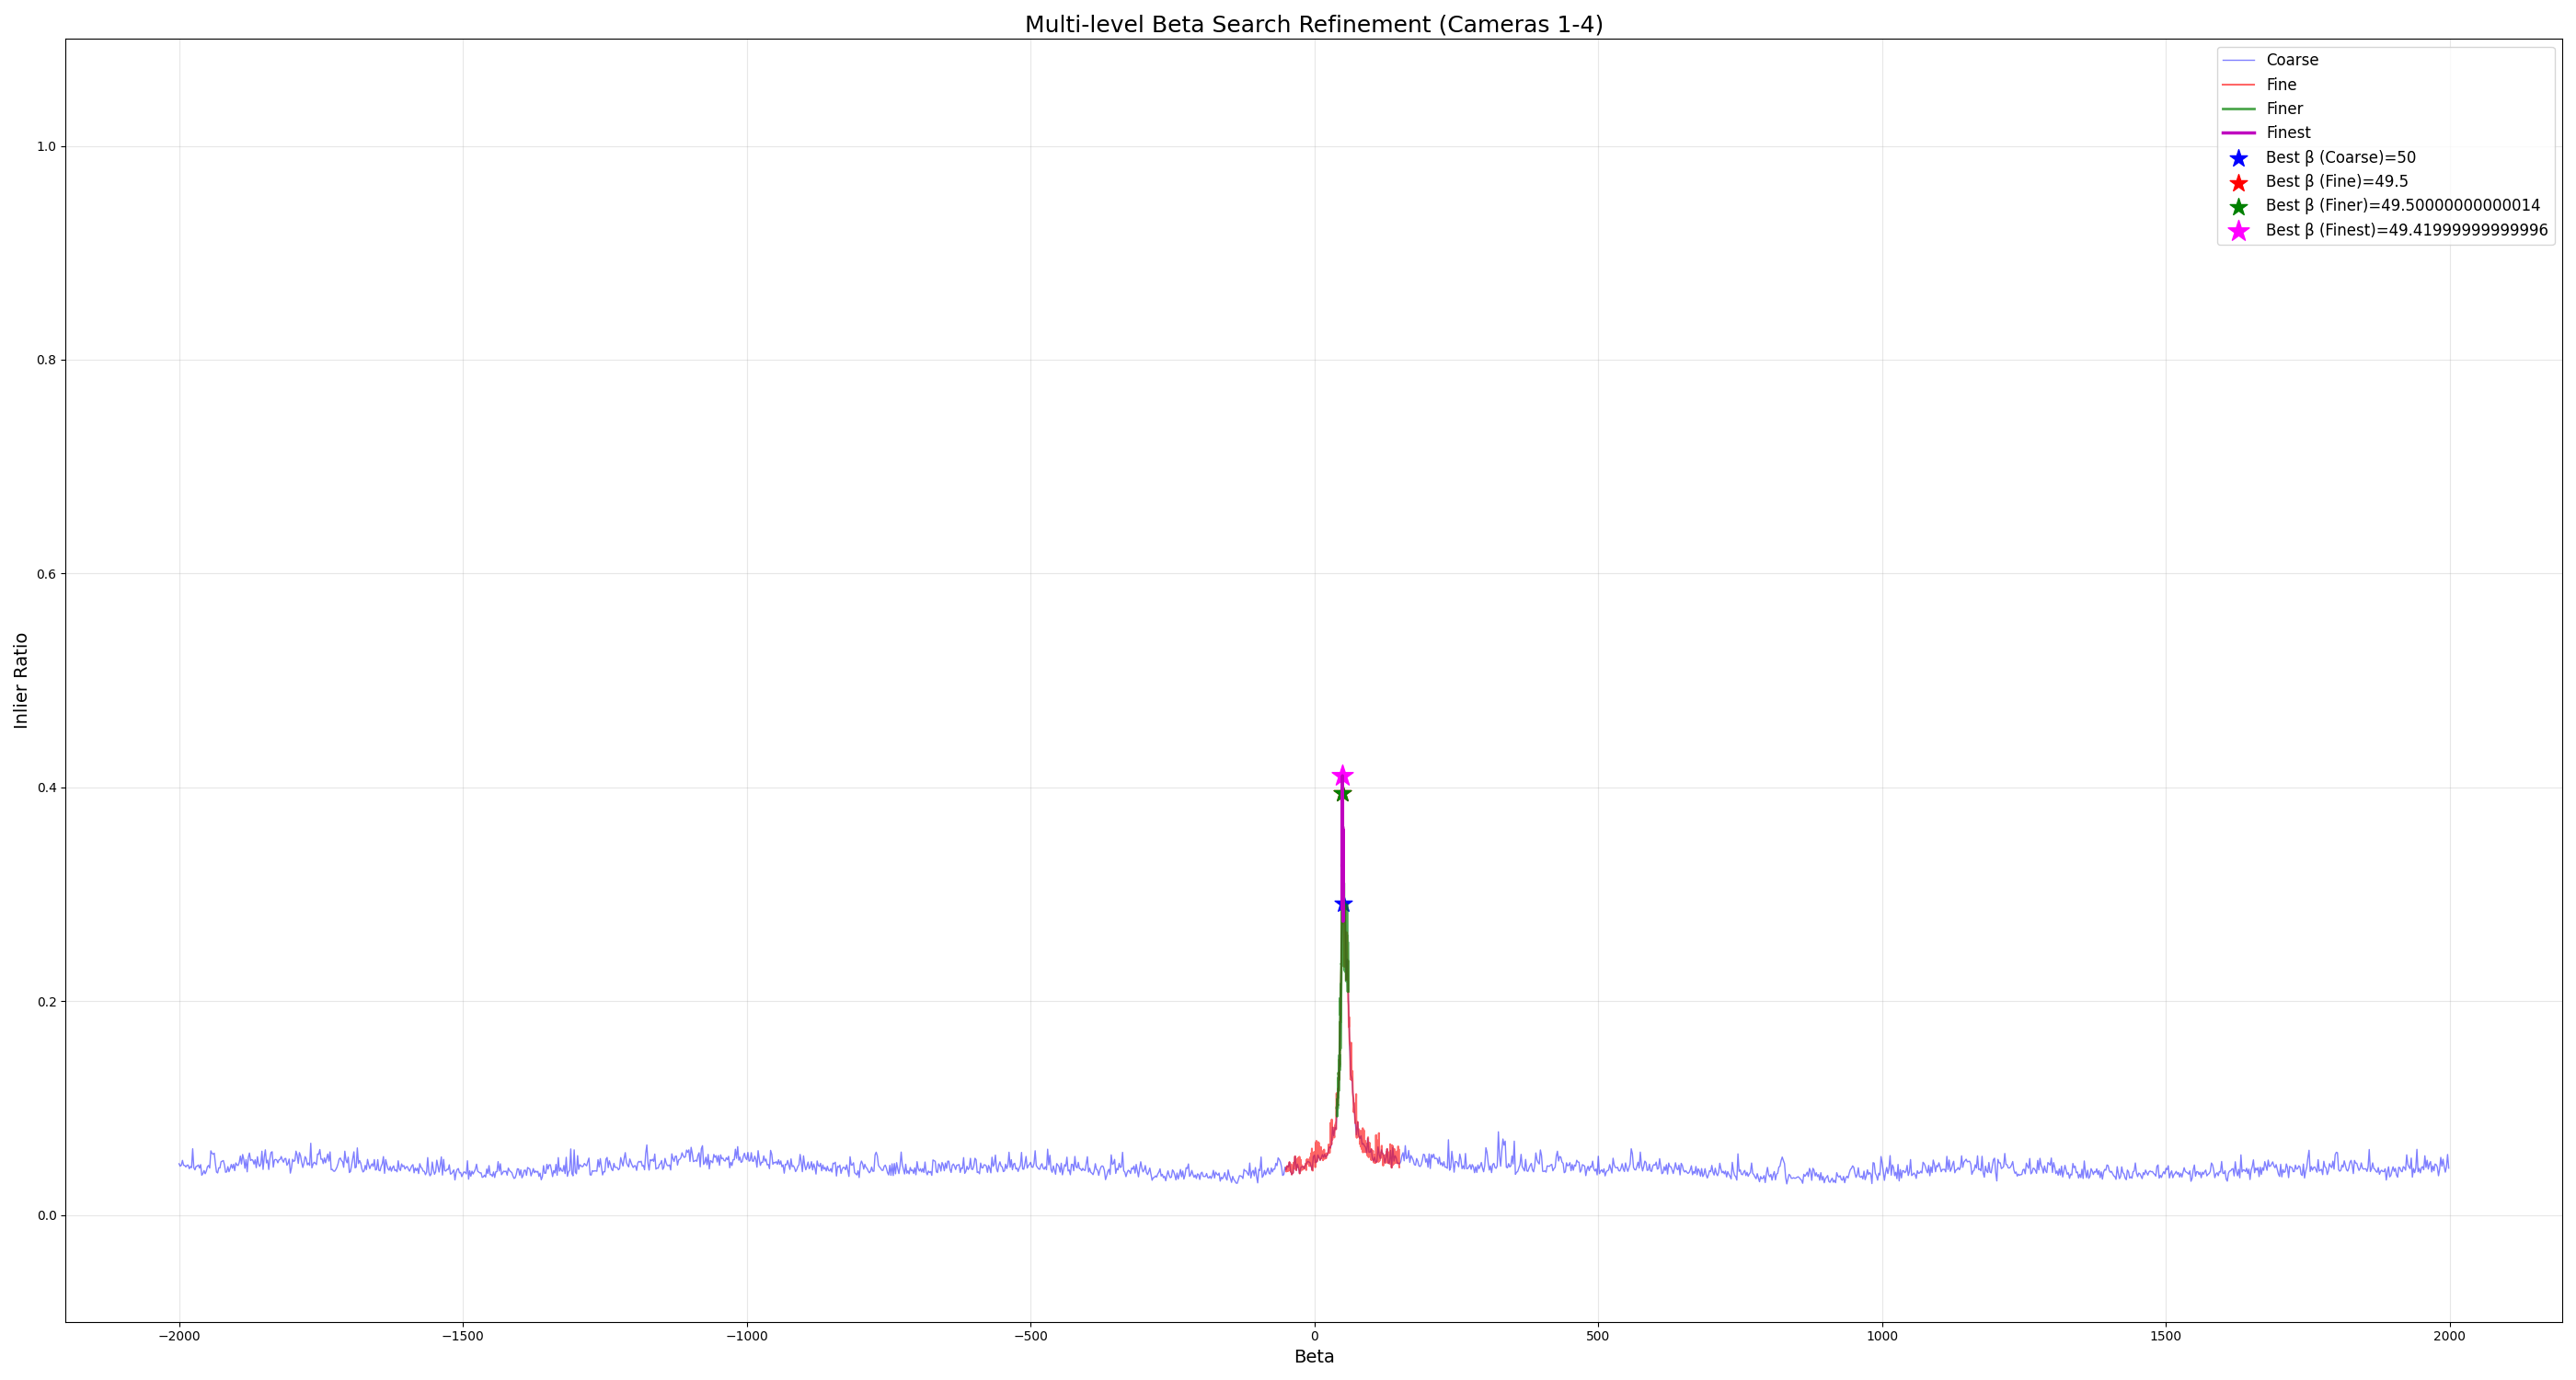 Multi-level Beta Search Refinement (Cameras 1-4)
Coarse
Fine
Finer
Finest
Best β (Coarse)=50
Best β (Fine)=49.5
Best β (Finer)=49.50000000000014
Best β (Finest)=49.41999999999996
Inlier Ratio
1.0
0.8
0.6
0.4
0.2
0.0
−2000 −1500 −1000 −500 0 500 1000 1500 2000
Beta